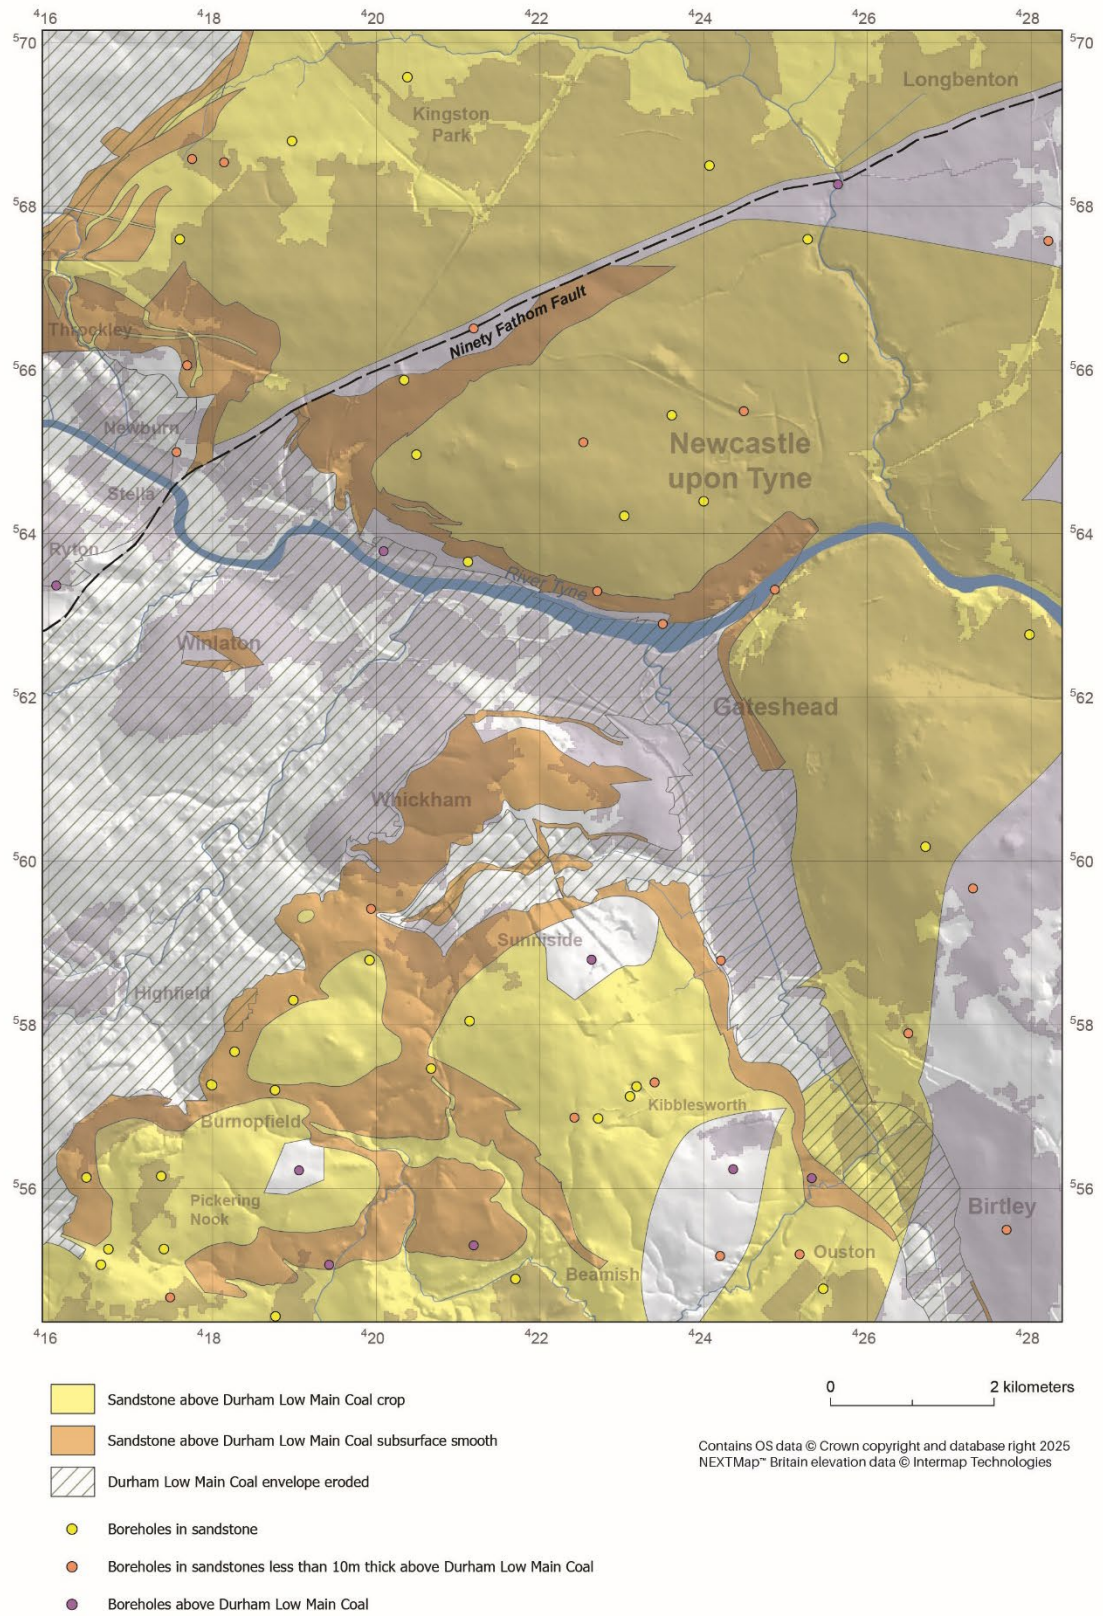 ⁴16 ⁴18 ⁴20 ⁴22 ⁴24 ⁴26 ⁴28
⁵70 ⁵70
Longbenton
Kingston
Park
⁵68 ⁵68
Ninety Fathom Fault
Throckley
⁵66 ⁵66
Newburn
Newcastle
upon Tyne
Stella
⁵64 ⁵64
Ryton
River Tyne
Winlaton
⁵62 ⁵62
Gateshead
Whickham
⁵60 ⁵60
Sunniside
Highfield
⁵58 ⁵58
Kibblesworth
Burnopfield
⁵56 ⁵56
Pickering
Nook
Birtley
Ouston
Beamish
⁴16 ⁴18 ⁴20 ⁴22 ⁴24 ⁴26 ⁴28
Sandstone above Durham Low Main Coal crop
Sandstone above Durham Low Main Coal subsurface smooth
Durham Low Main Coal envelope eroded
Boreholes in sandstone
Boreholes in sandstones less than 10m thick above Durham Low Main Coal
Boreholes above Durham Low Main Coal
0 2 kilometers
Contains OS data © Crown copyright and database right 2025
NEXTMap™ Britain elevation data © Intermap Technologies